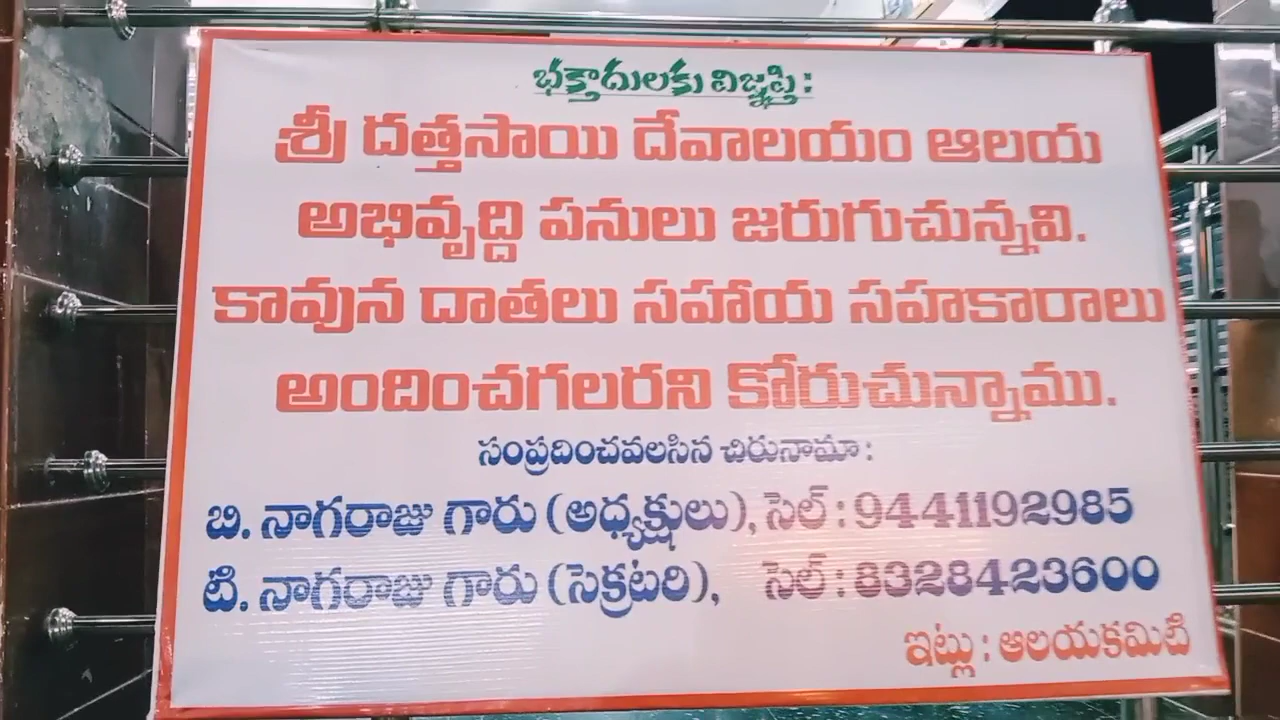 భక్తాదులకు విజ్ఞప్తి :
శ్రీ దత్తసాయి దేవాలయం ఆలయ
అభివృద్ది పనులు జరుగుచున్నవి.
కావున దాతలు సహాయ సహకారాలు
అందించగలరని కోరుచున్నాము.
సంప్రదించవలసిన చిరునామా :
బి. నాగరాజు గారు (అధ్యక్షులు), సెల్ : 9441192985
టి. నాగరాజు గారు (సెక్రటరి), సెల్ : 8328423600
ఇట్లు : ఆలయకమిటి